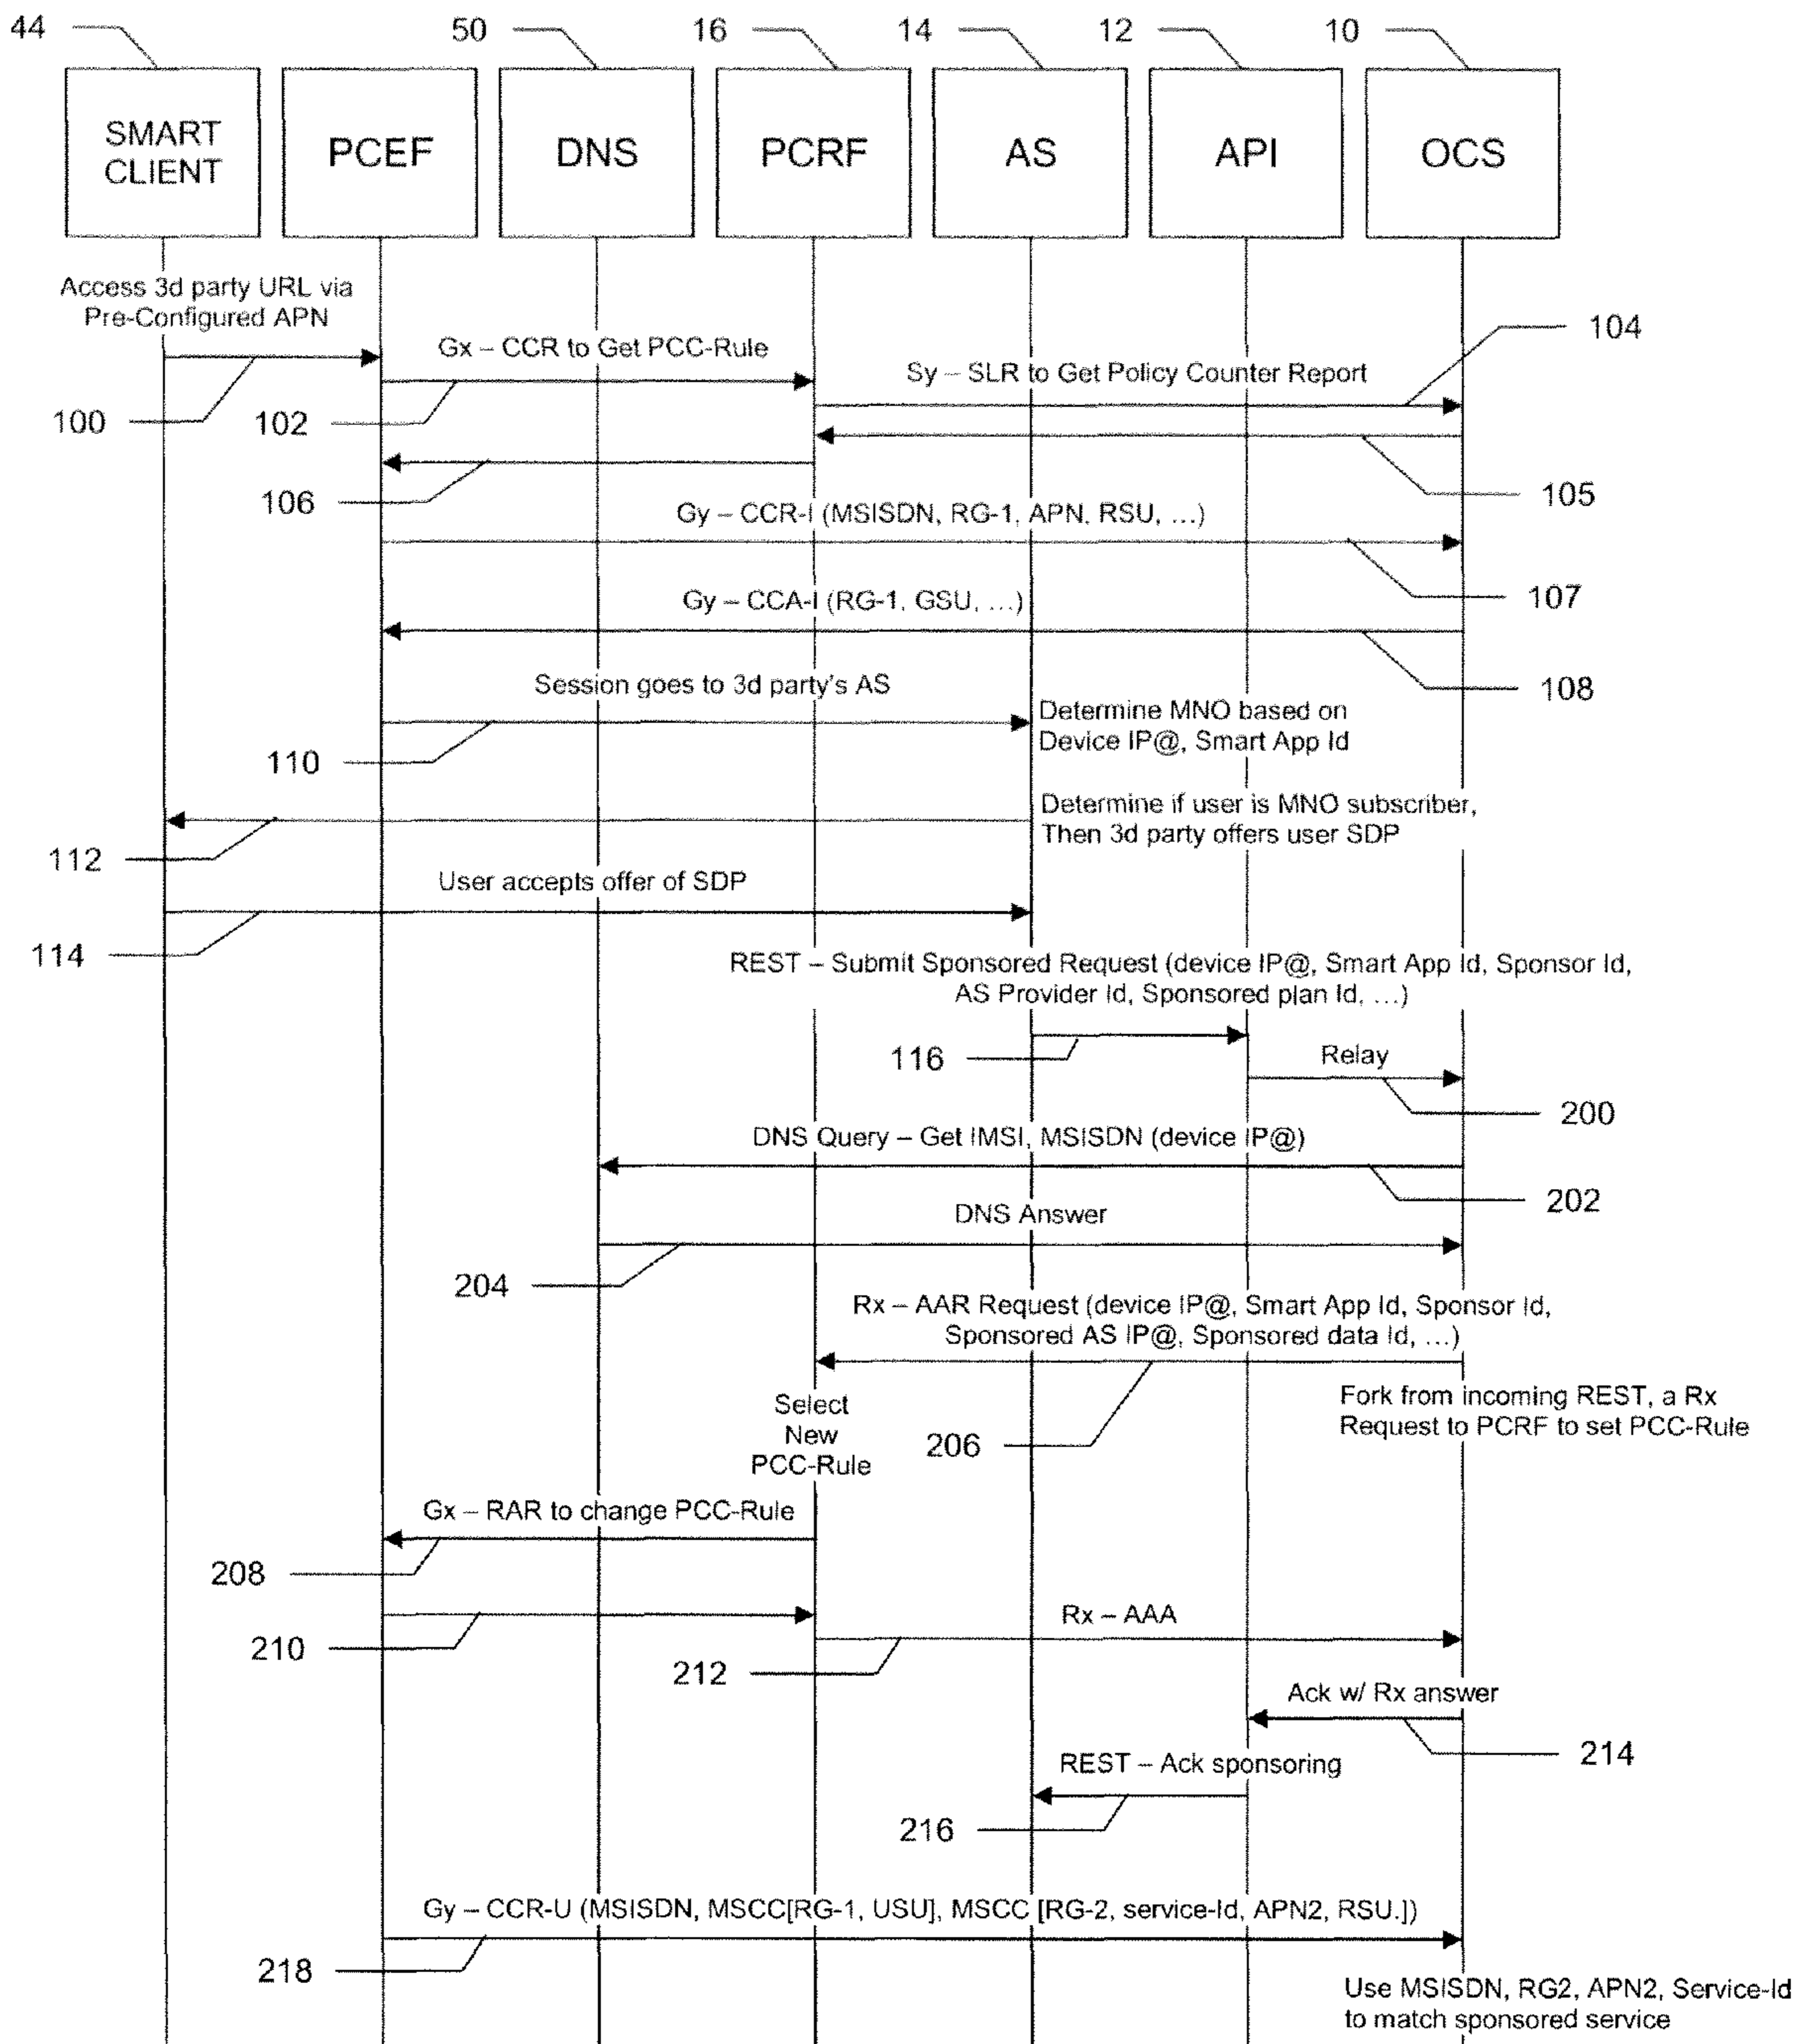 44
50
16
14
12
10
SMART
CLIENT
PCEF
DNS
PCRF
AS
API
OCS
Access 3d party URL via
Pre-Configured APN
Gx – CCR to Get PCC-Rule
104
Sy – SLR to Get Policy Counter Report
100
102
106
105
Gy – CCR-I (MSISDN, RG-1, APN, RSU, ...)
107
Gy – CCA-I (RG-1, GSU, ...)
108
Session goes to 3d party's AS
Determine MNO based on
Device IP@, Smart App Id
110
Determine if user is MNO subscriber,
Then 3d party offers user SDP
112
User accepts offer of SDP
114
REST – Submit Sponsored Request (device IP@, Smart App Id, Sponsor Id,
AS Provider Id, Sponsored plan Id, ...)
116
Relay
200
DNS Query – Get IMSI, MSISDN (device IP@)
202
DNS Answer
204
Rx – AAR Request (device IP@, Smart App Id, Sponsor Id,
Sponsored AS IP@, Sponsored data Id, ...)
Select
New
PCC-Rule
206
Fork from incoming REST, a Rx
Request to PCRF to set PCC-Rule
Gx – RAR to change PCC-Rule
208
210
Rx – AAA
212
Ack w/ Rx answer
214
REST – Ack sponsoring
216
Gy – CCR-U (MSISDN, MSCC[RG-1, USU], MSCC [RG-2, service-Id, APN2, RSU.])
218
Use MSISDN, RG2, APN2, Service-Id
to match sponsored service